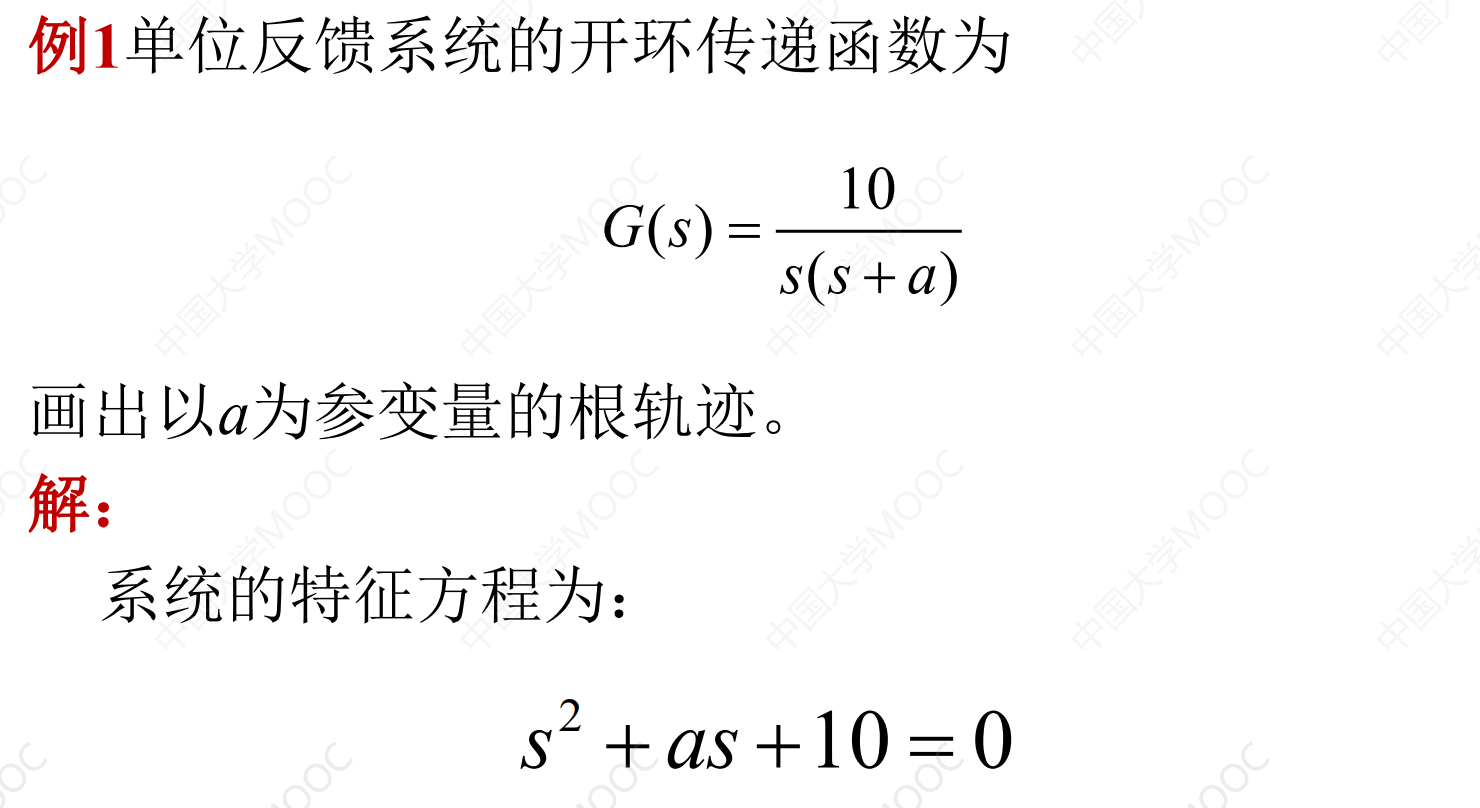 例1单位反馈系统的开环传递函数为
G(s) = 10 / s(s + a)
画出以a为参变量的根轨迹。
解：
系统的特征方程为：
s² + as + 10 = 0
中国大学MOOC